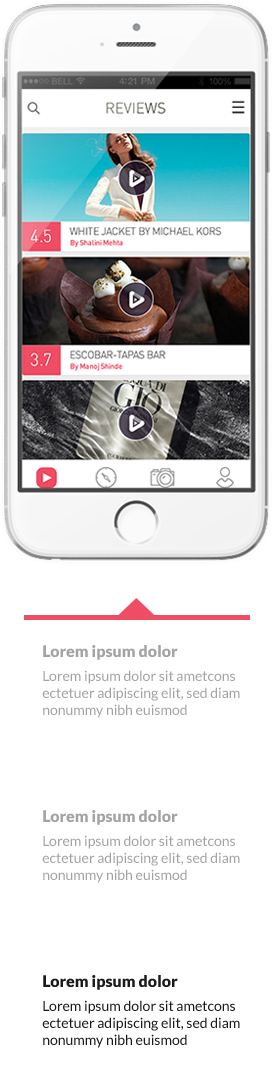 BELL 4:21 PM 100%
REVIEWS
4.5 WHITE JACKET BY MICHAEL KORS
By Shalini Mehta
3.7 ESCOBAR-TAPAS BAR
By Manoj Shinde
DI
GIÒ
Lorem ipsum dolor
Lorem ipsum dolor sit ametcons
ectetuer adipiscing elit, sed diam
nonummy nibh euismod
Lorem ipsum dolor
Lorem ipsum dolor sit ametcons
ectetuer adipiscing elit, sed diam
nonummy nibh euismod
Lorem ipsum dolor
Lorem ipsum dolor sit ametcons
ectetuer adipiscing elit, sed diam
nonummy nibh euismod